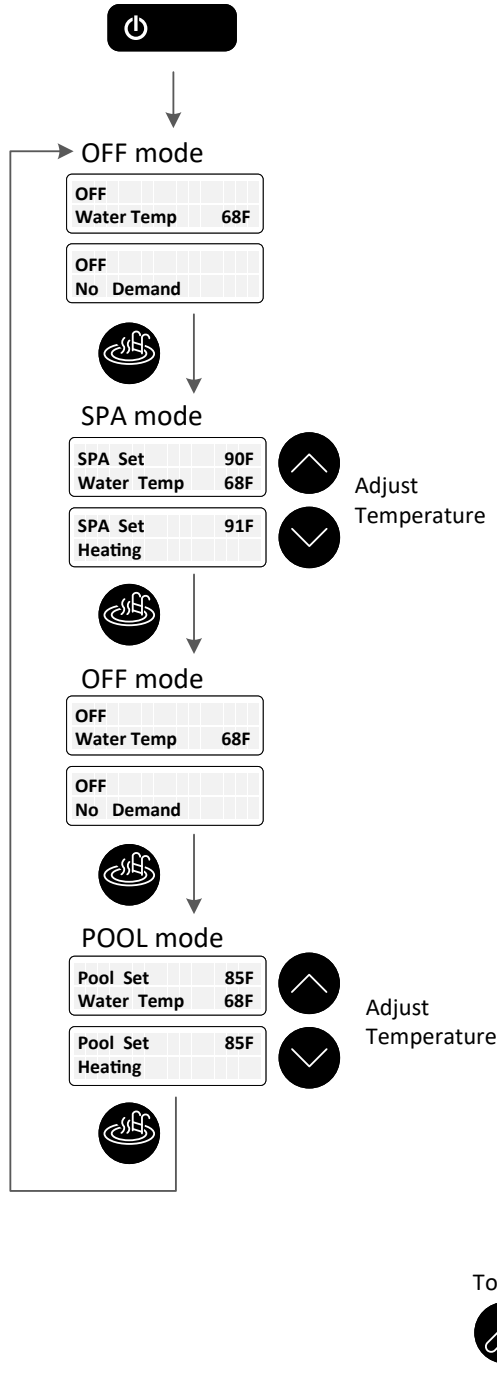 OFF mode
OFF
Water Temp 68F
OFF
No Demand
SPA mode
SPA Set 90F
Water Temp 68F
SPA Set 91F
Heating
Adjust
Temperature
OFF mode
OFF
Water Temp 68F
OFF
No Demand
POOL mode
Pool Set 85F
Water Temp 68F
Pool Set 85F
Heating
Adjust
Temperature
To